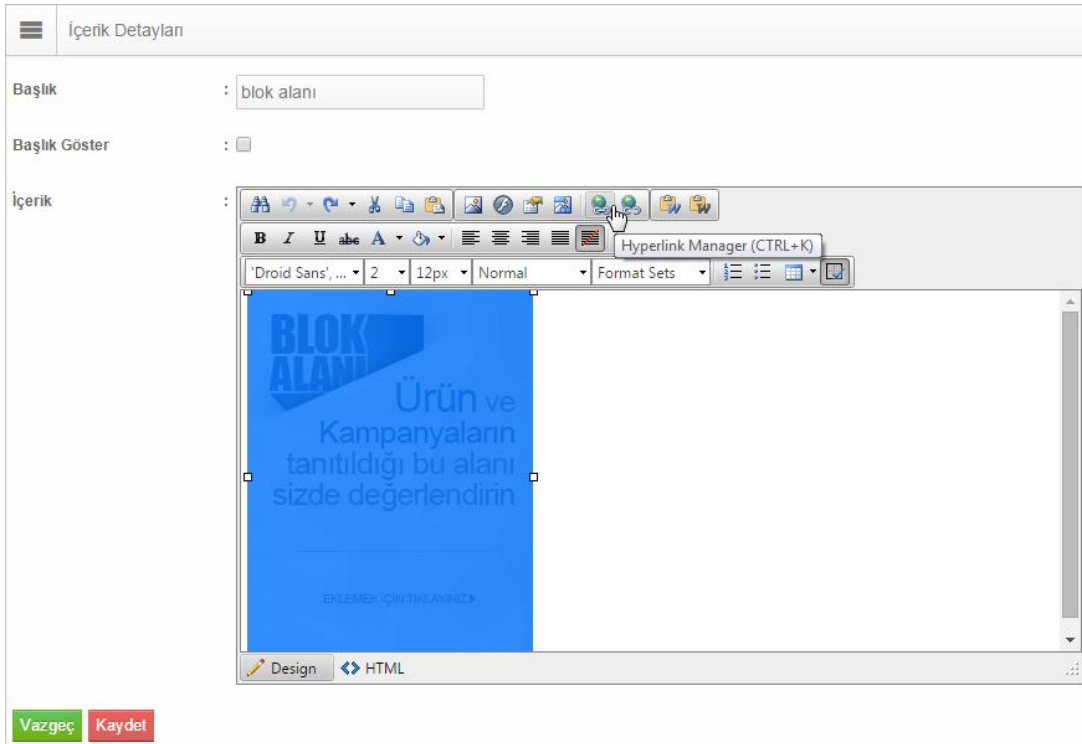 İçerik Detayları
Başlık : blok alanı
Başlık Göster :
İçerik :
B I U abc A
Hyperlink Manager (CTRL+K)
'Droid Sans', ... 2 12px Normal Format Sets
BLOK
ALANI
Ürün ve
Kampanyaların
tanıtıldığı bu alanı
sizde değerlendirin
EKLEMEK İÇİN TIKLAYINIZ
Design HTML
Vazgeç Kaydet